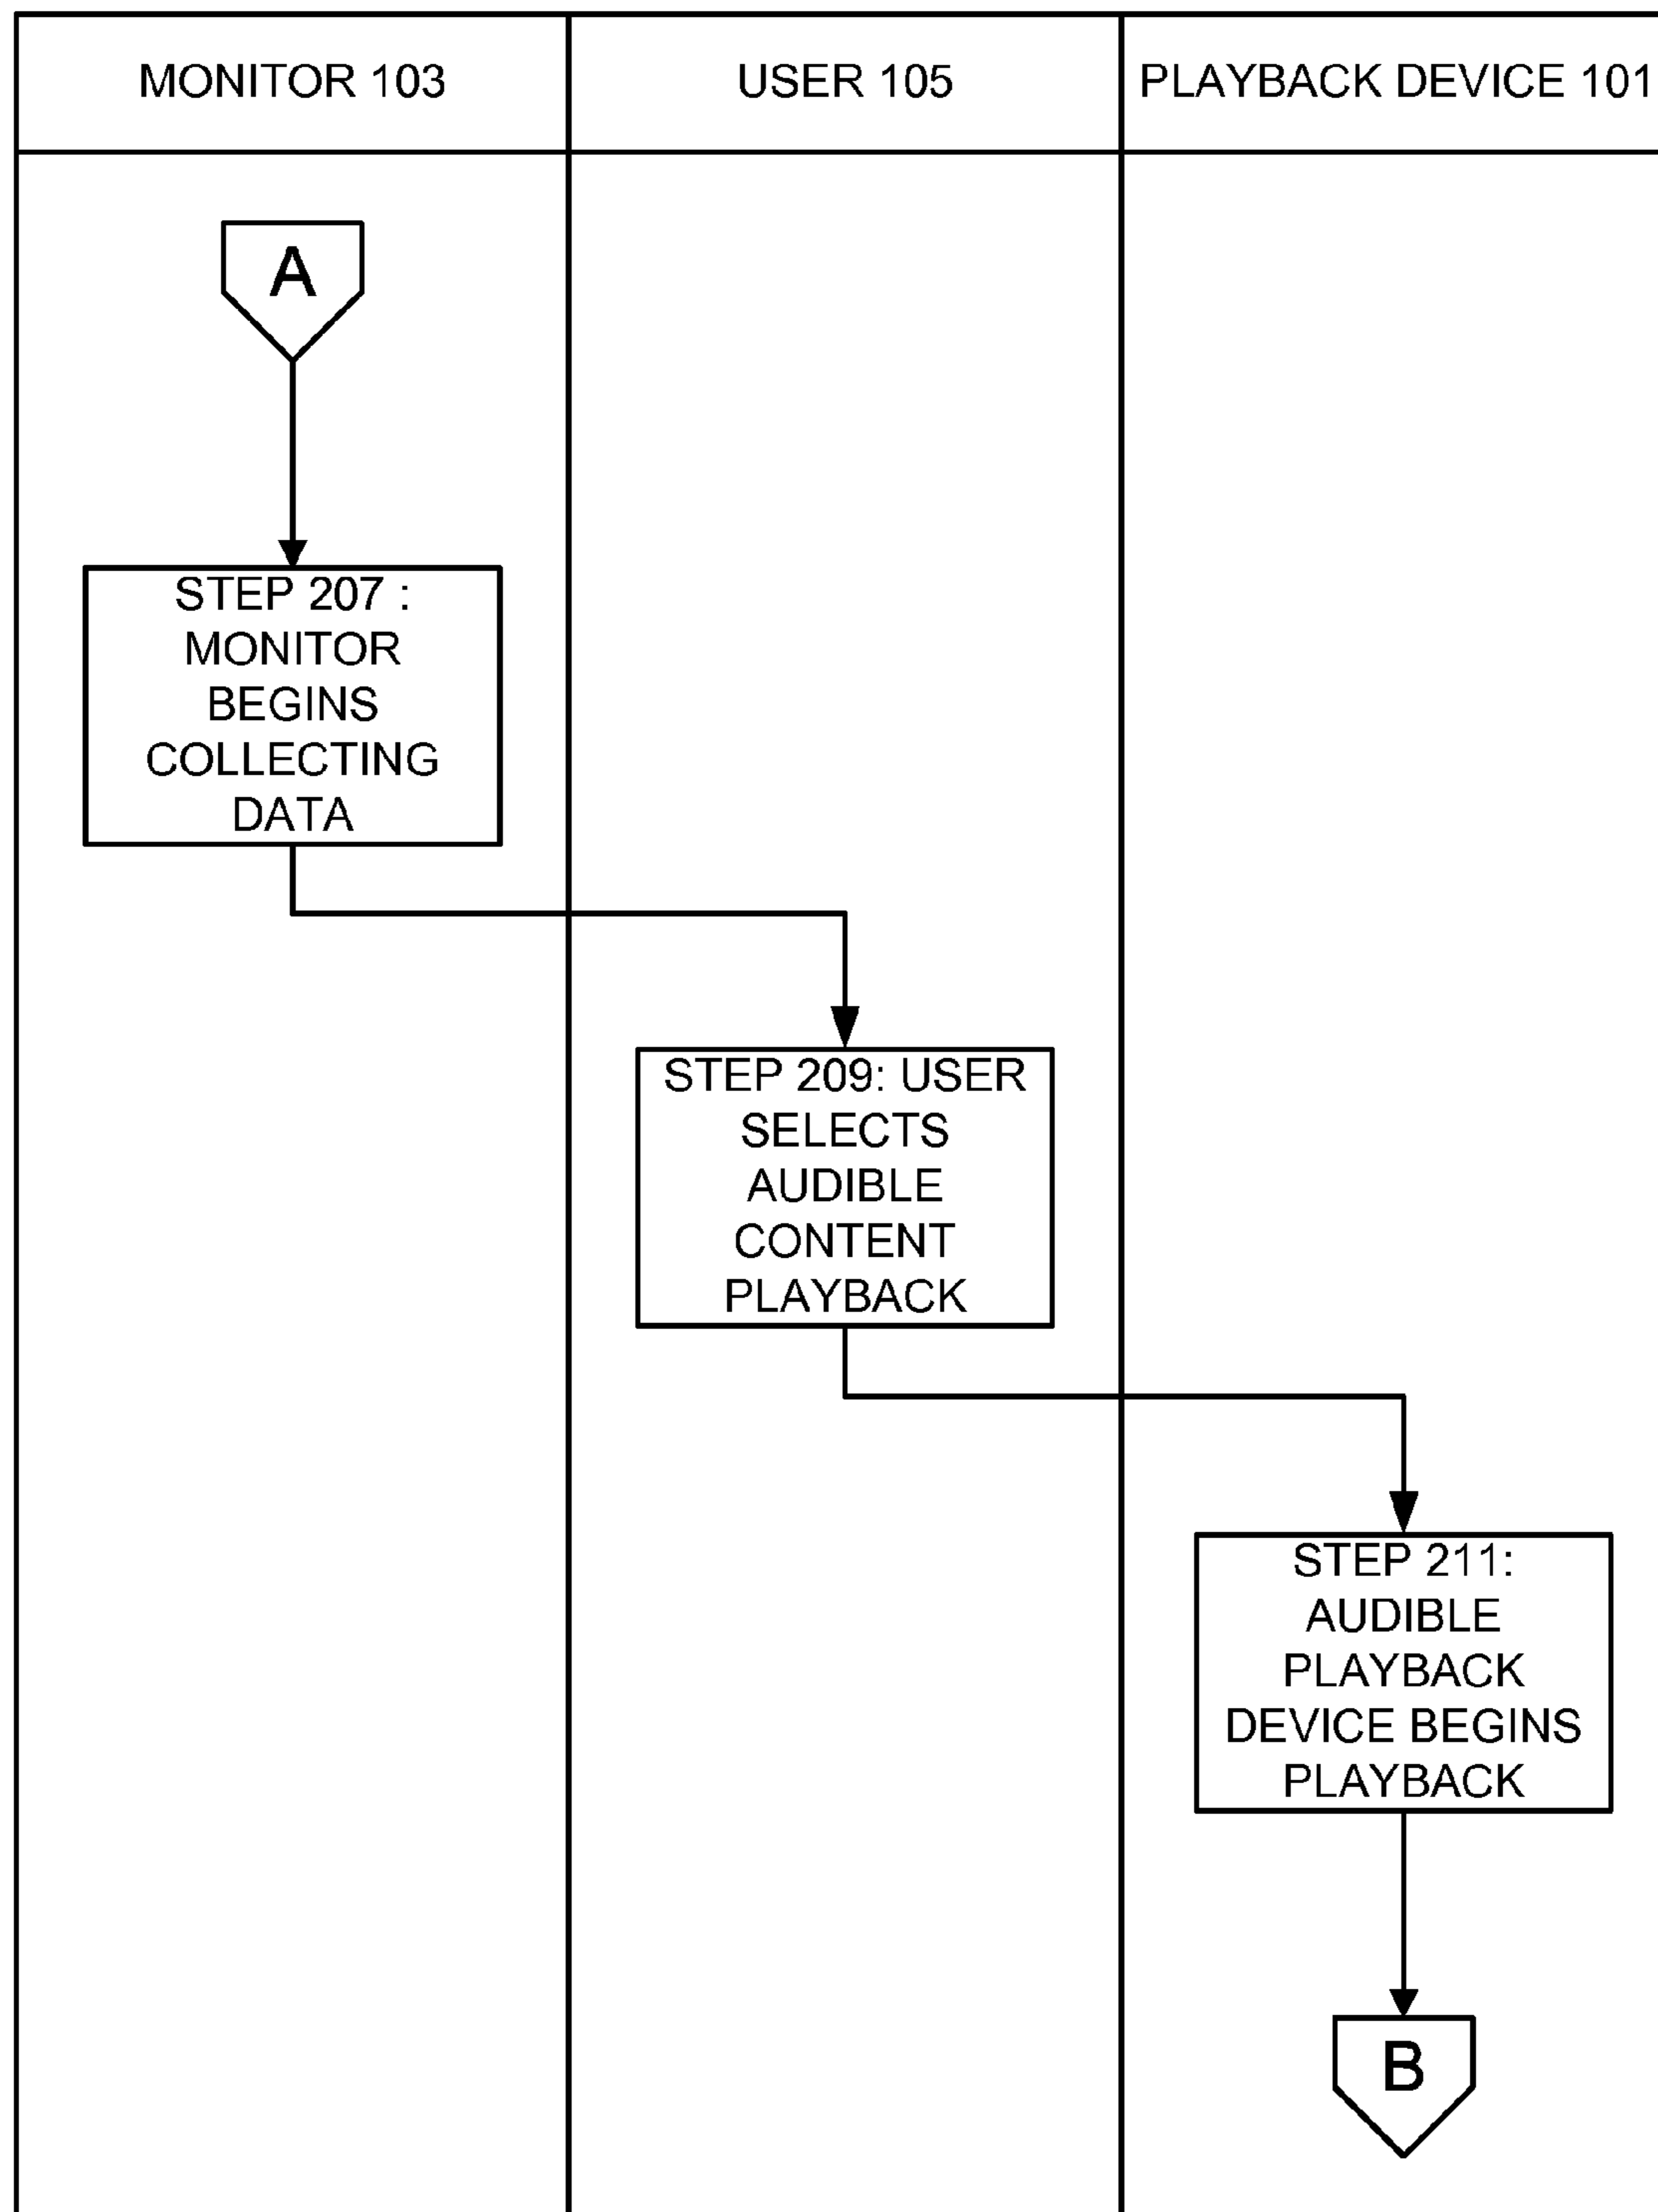 MONITOR 103
USER 105
PLAYBACK DEVICE 101
A
STEP 207 :
MONITOR
BEGINS
COLLECTING
DATA
STEP 209: USER
SELECTS
AUDIBLE
CONTENT
PLAYBACK
STEP 211:
AUDIBLE
PLAYBACK
DEVICE BEGINS
PLAYBACK
B